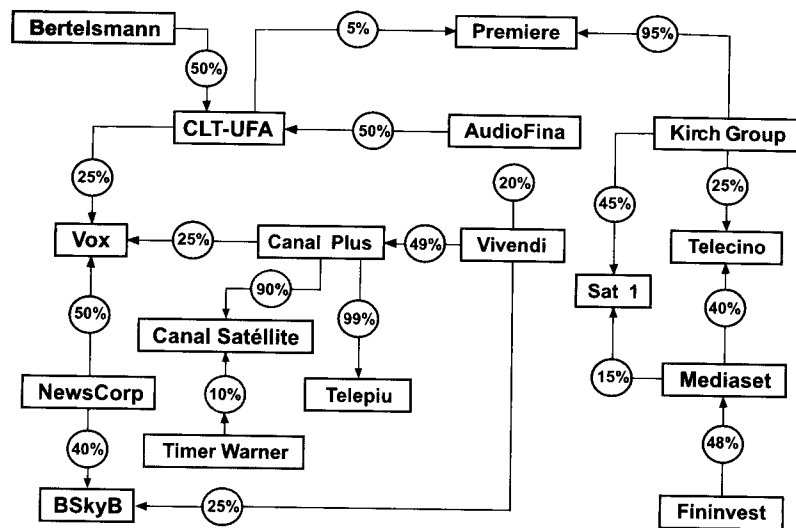 Bertelsmann
5%
Premiere
95%
50%
CLT-UFA
50%
AudioFina
Kirch Group
25%
20%
45%
25%
Vox
25%
Canal Plus
49%
Vivendi
Telecino
90%
Sat 1
50%
99%
40%
Canal Satéllite
NewsCorp
10%
Telepiu
15%
Mediaset
40%
Timer Warner
48%
BSkyB
25%
Fininvest